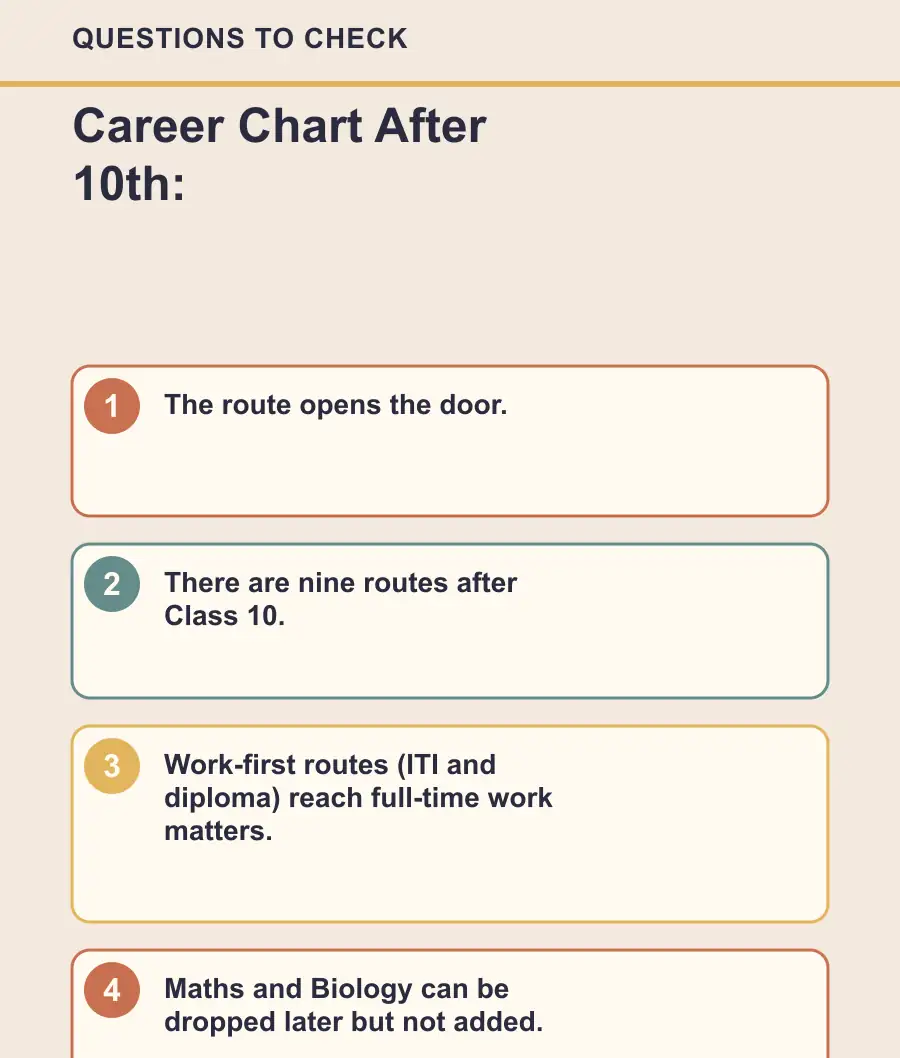 QUESTIONS TO CHECK
Career Chart After
10th:
1
The route opens the door.
2
There are nine routes after
Class 10.
3
Work-first routes (ITI and
diploma) reach full-time work
matters.
4
Maths and Biology can be
dropped later but not added.